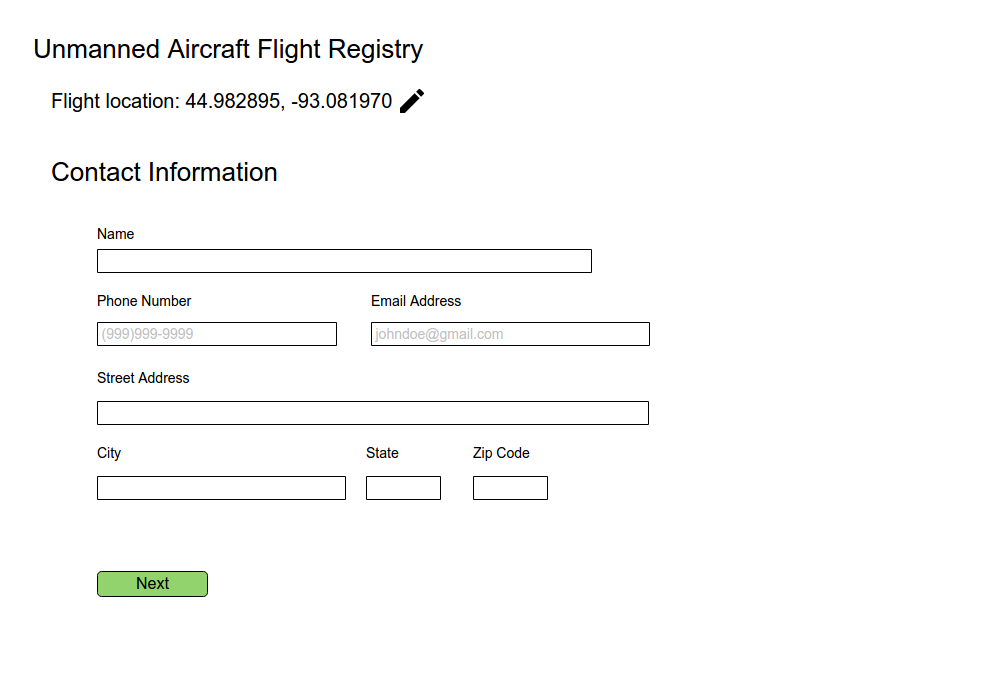 Unmanned Aircraft Flight Registry
Flight location: 44.982895, -93.081970
Contact Information
Name
Phone Number Email Address
(999)999-9999 johndoe@gmail.com
Street Address
City State Zip Code
Next